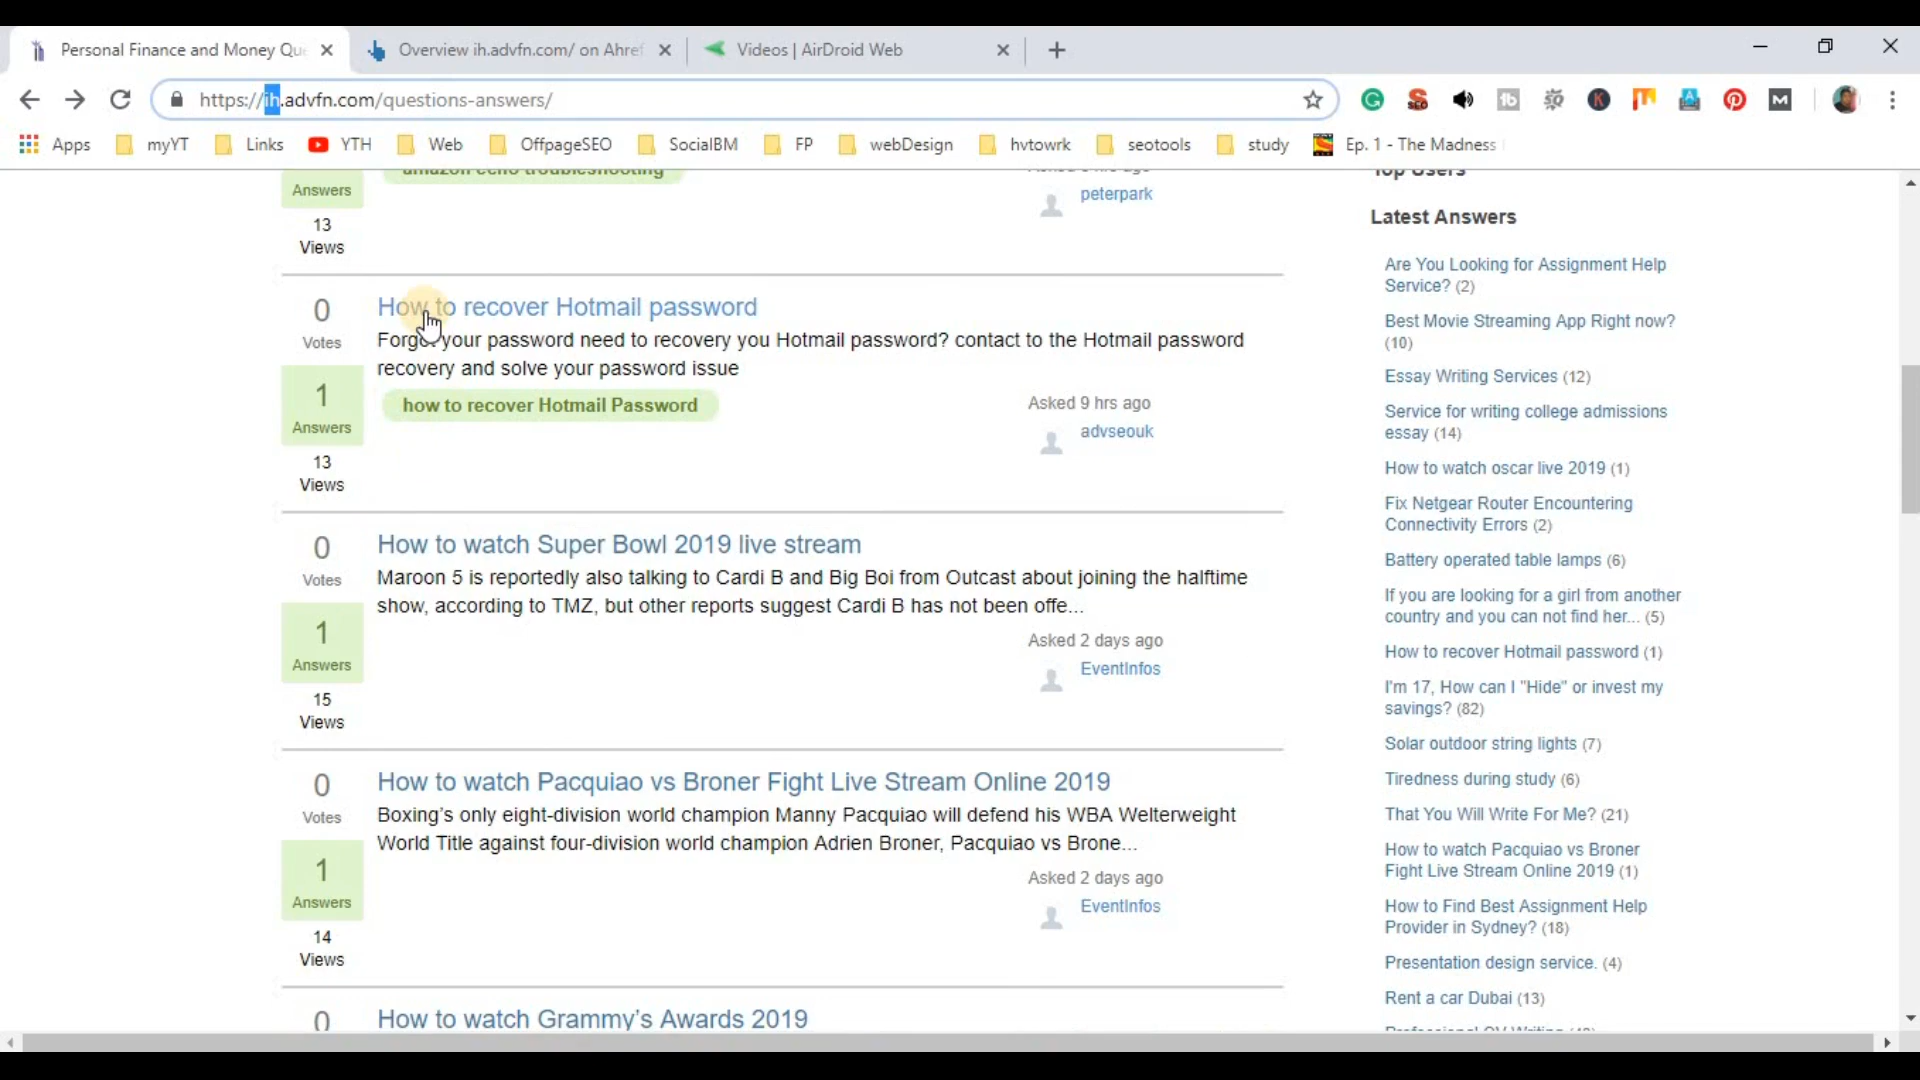 Personal Finance and Money Que
Overview ih.advfn.com/ on Ahref
Videos | AirDroid Web
https://ih.advfn.com/questions-answers/
Apps
myYT
Links
YTH
Web
OffpageSEO
SocialBM
FP
webDesign
hvtowrk
seotools
study
Ep. 1 - The Madness
Answers
13
Views
amazon echo troubleshooting
peterpark
0
Votes
1
Answers
13
Views
How to recover Hotmail password
Forgot your password need to recovery you Hotmail password? contact to the Hotmail password
recovery and solve your password issue
how to recover Hotmail Password
Asked 9 hrs ago
advseouk
0
Votes
1
Answers
15
Views
How to watch Super Bowl 2019 live stream
Maroon 5 is reportedly also talking to Cardi B and Big Boi from Outcast about joining the halftime
show, according to TMZ, but other reports suggest Cardi B has not been offe...
Asked 2 days ago
EventInfos
0
Votes
1
Answers
14
Views
How to watch Pacquiao vs Broner Fight Live Stream Online 2019
Boxing’s only eight-division world champion Manny Pacquiao will defend his WBA Welterweight
World Title against four-division world champion Adrien Broner, Pacquiao vs Brone...
Asked 2 days ago
EventInfos
0
How to watch Grammy’s Awards 2019
Top Users
Latest Answers
Are You Looking for Assignment Help
Service? (2)
Best Movie Streaming App Right now?
(10)
Essay Writing Services (12)
Service for writing college admissions
essay (14)
How to watch oscar live 2019 (1)
Fix Netgear Router Encountering
Connectivity Errors (2)
Battery operated table lamps (6)
If you are looking for a girl from another
country and you can not find her... (5)
How to recover Hotmail password (1)
I'm 17, How can I "Hide" or invest my
savings? (82)
Solar outdoor string lights (7)
Tiredness during study (6)
That You Will Write For Me? (21)
How to watch Pacquiao vs Broner
Fight Live Stream Online 2019 (1)
How to Find Best Assignment Help
Provider in Sydney? (18)
Presentation design service. (4)
Rent a car Dubai (13)
Professional CV Writing